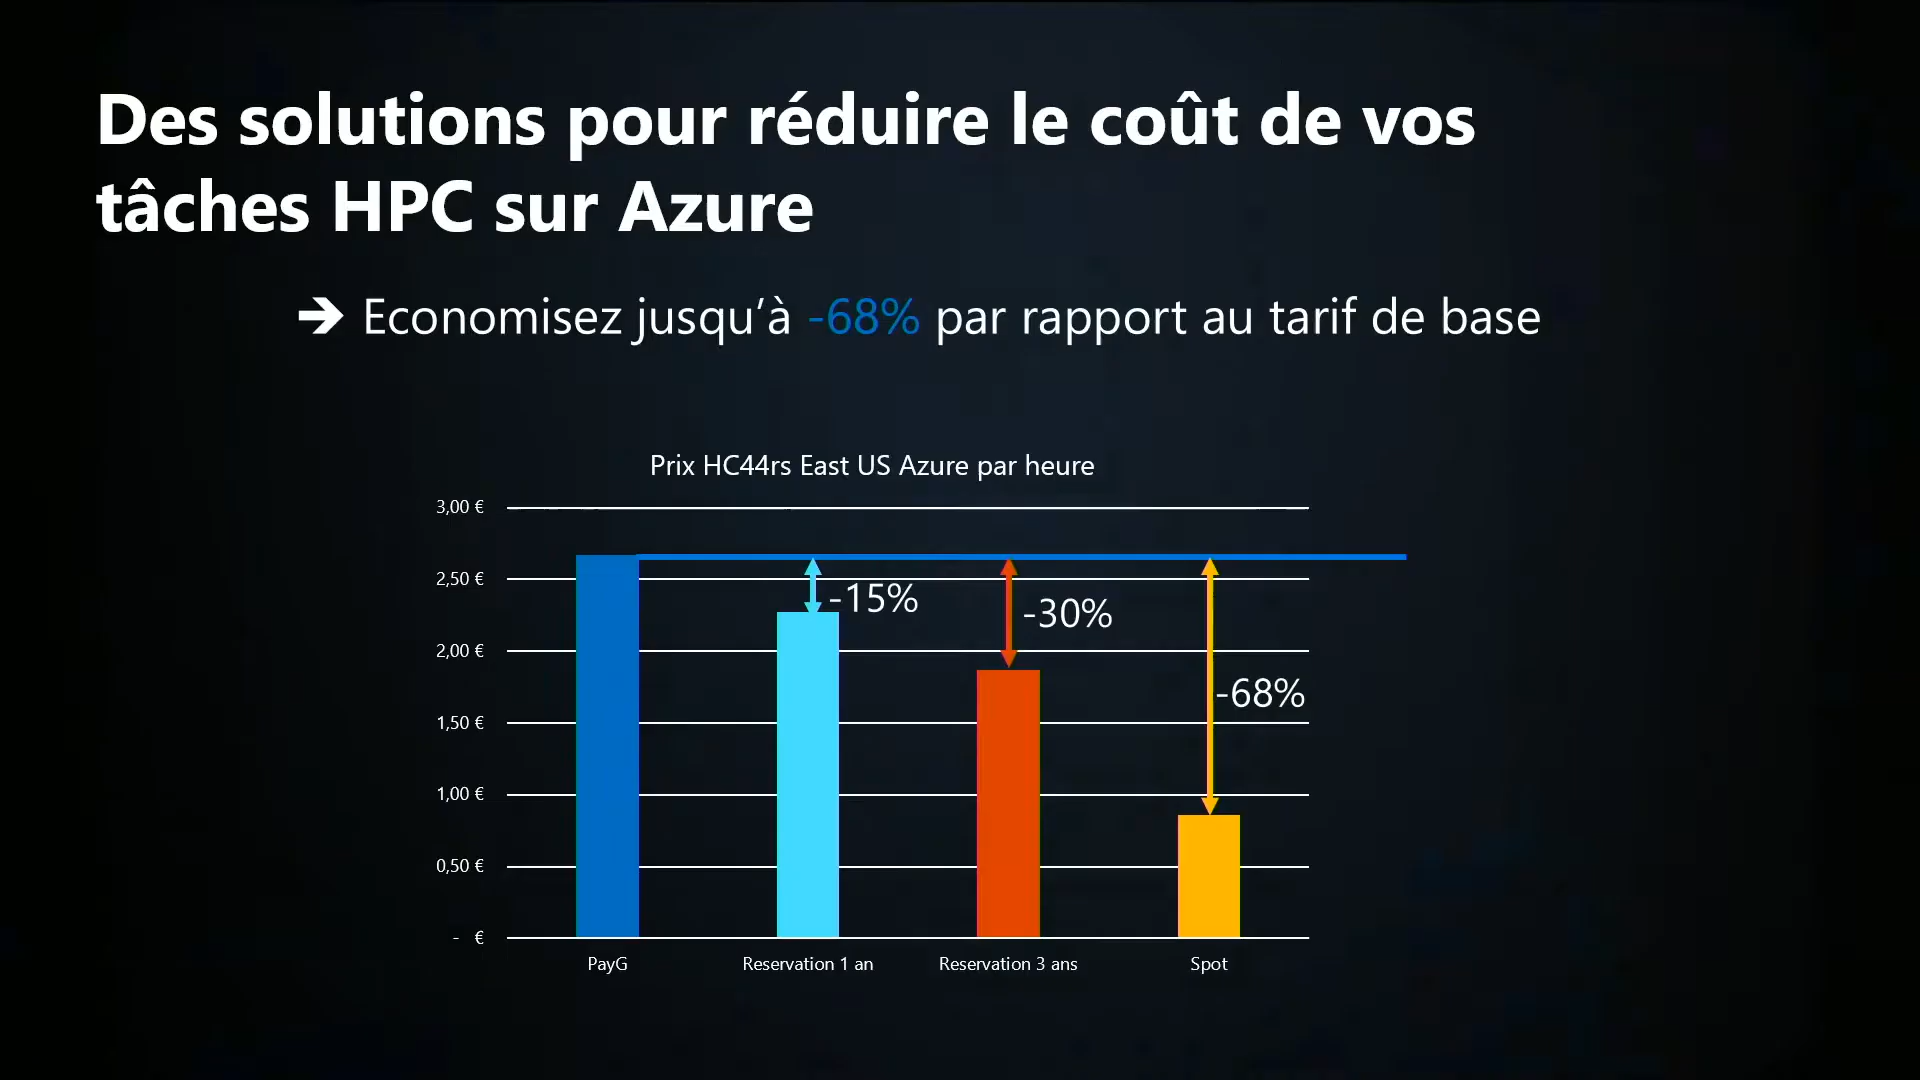 Des solutions pour réduire le coût de vos
tâches HPC sur Azure
➔ Economisez jusqu’à -68% par rapport au tarif de base
Prix HC44rs East US Azure par heure
3,00 €
2,50 €
2,00 €
1,50 €
1,00 €
0,50 €
- €
-15%
-30%
-68%
PayG
Reservation 1 an
Reservation 3 ans
Spot